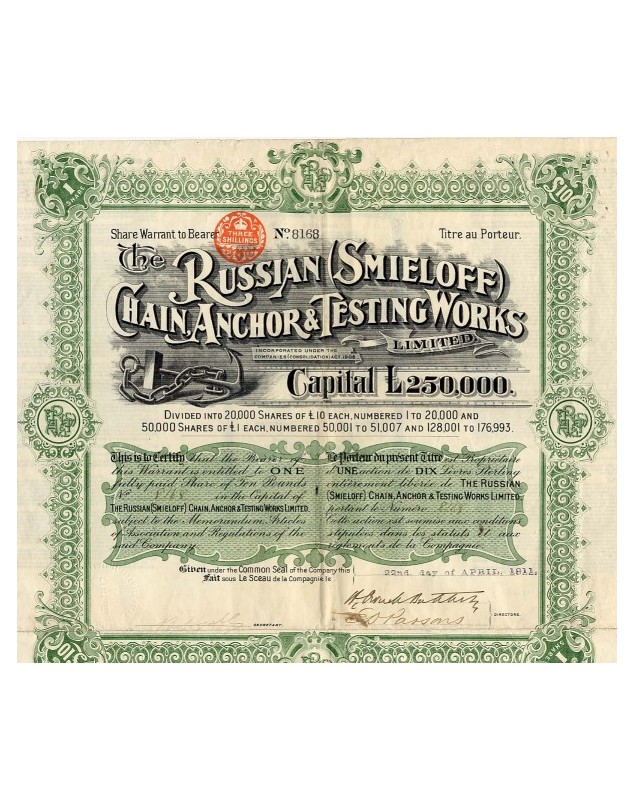 1
£10
Share Warrant to Bearer
THREE SHILLINGS
No. 8168
Titre au Porteur.
The RUSSIAN (SMIELOFF)
CHAIN, ANCHOR & TESTING WORKS
LIMITED.
INCORPORATED UNDER THE
COMPANIES (CONSOLIDATION) ACT, 1908
Capital £250,000.
DIVIDED INTO 20,000 SHARES OF £10 EACH, NUMBERED 1 TO 20,000 AND
50,000 SHARES OF £1 EACH, NUMBERED 50,001 TO 51,007 AND 128,001 TO 176,993.
This is to Certify that the Bearer of
this Warrant is entitled to ONE
fully paid Share of Ten Pounds
No. 8168 in the Capital of
THE RUSSIAN (SMIELOFF) CHAIN, ANCHOR & TESTING WORKS LIMITED
subject to the Memorandum, Articles
of Association and Regulations of the
said Company.
Le Porteur du présent Titre est Propriétaire
D'UNE action de DIX Livres Sterling
entièrement libérée de THE RUSSIAN
(SMIELOFF) CHAIN, ANCHOR & TESTING WORKS LIMITED
portant le Numéro 8168
Cette action est soumise aux conditions
stipulées dans les statuts et aux
règlements de la Compagnie
Given under the Common Seal of the Company this
Fait sous Le Sceau de la Compagnie le
22nd day of APRIL, 1911.
Parsons
DIRECTORS.
SECRETARY.
£10
1